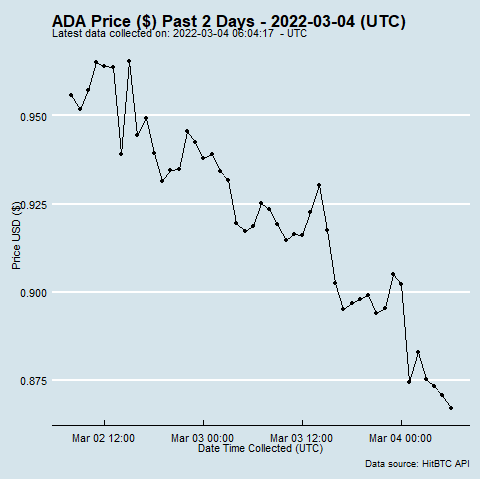 ADA Price ($) Past 2 Days - 2022-03-04 (UTC)
Latest data collected on: 2022-03-04 06:04:17  - UTC
Price USD ($)
0.950
0.925
0.900
0.875
Mar 02 12:00
Mar 03 00:00
Mar 03 12:00
Mar 04 00:00
Date Time Collected (UTC)
Data source: HitBTC API